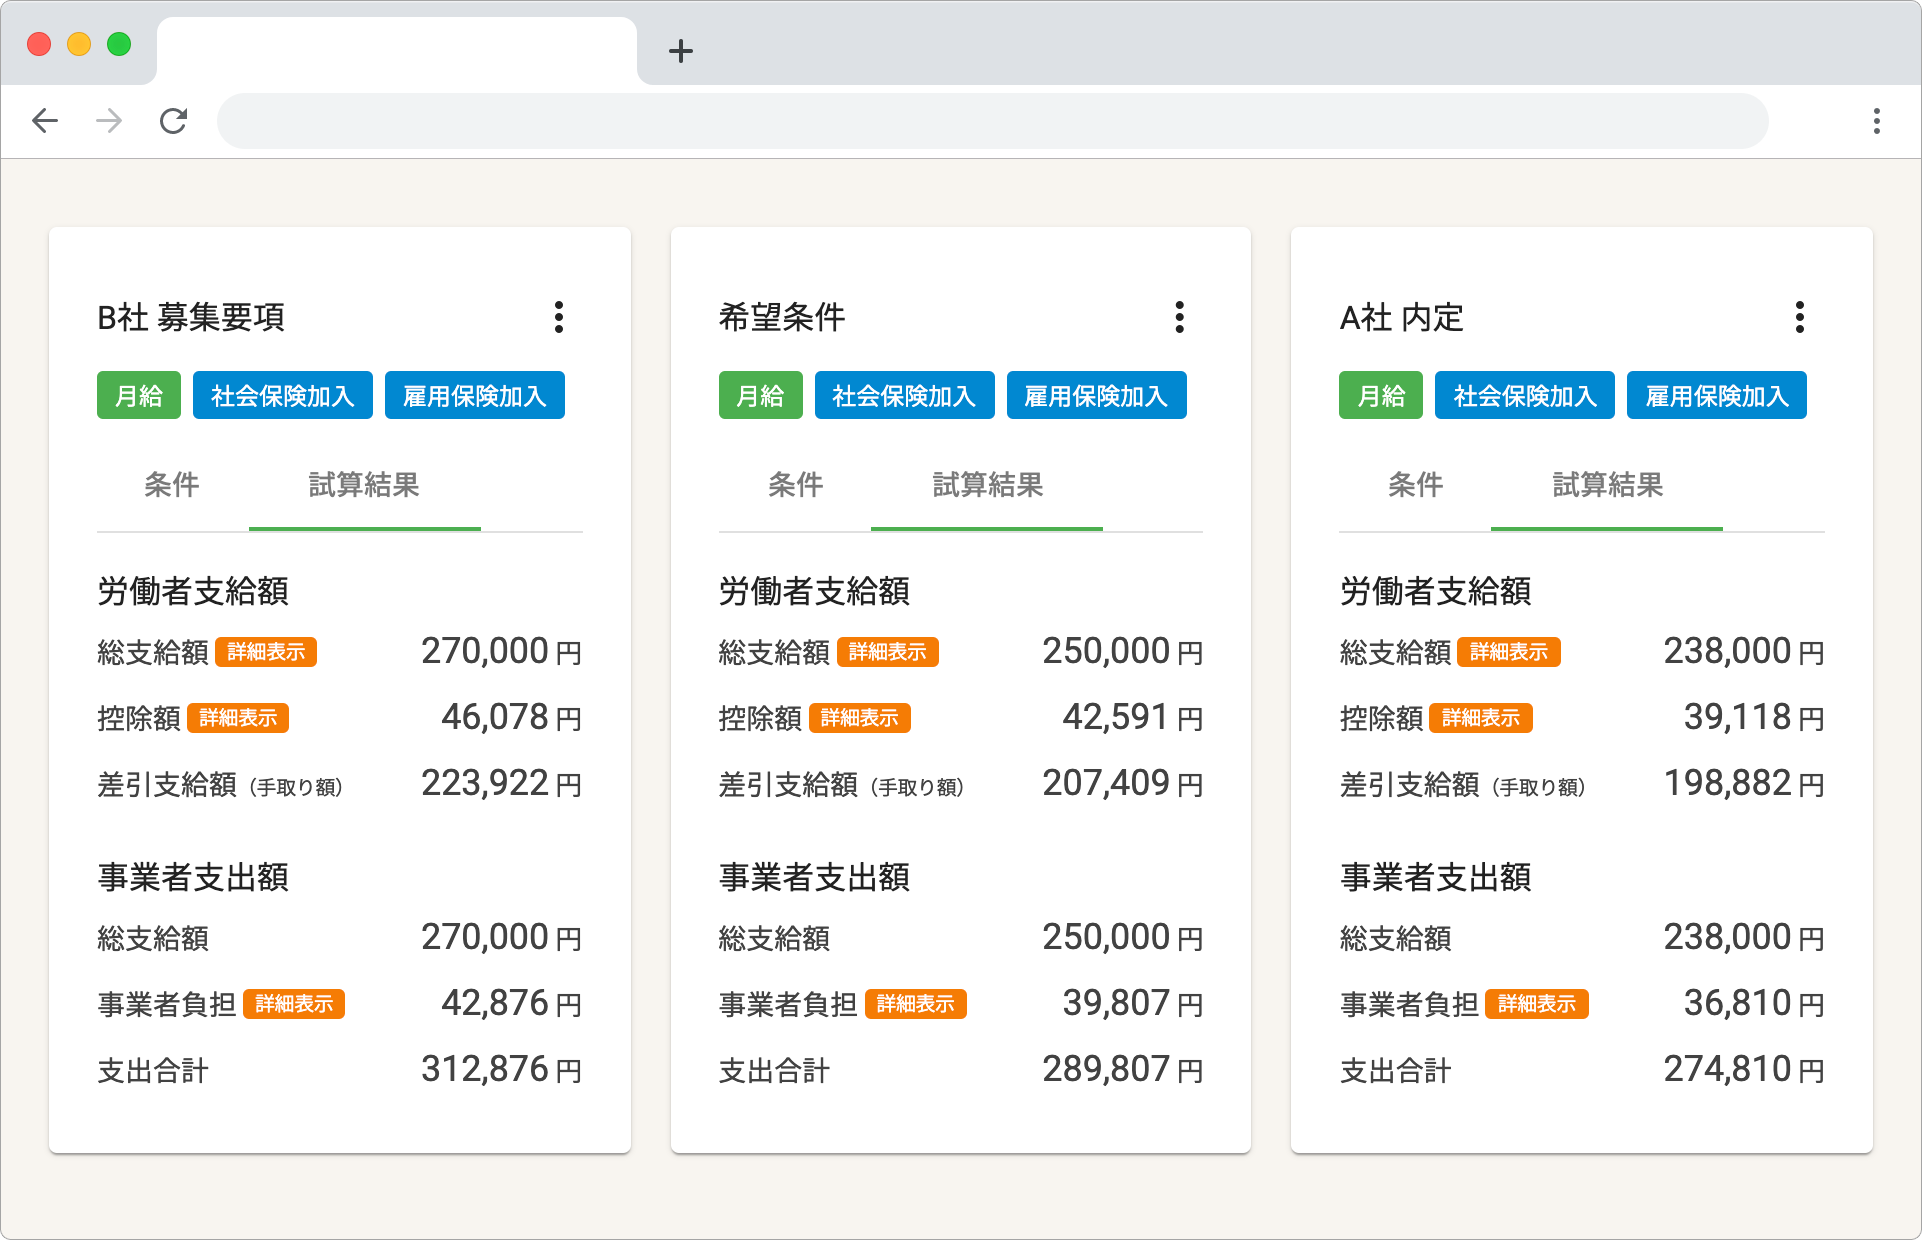 B社 募集要項
月給 社会保険加入 雇用保険加入
条件 試算結果
労働者支給額
総支給額 詳細表示 270,000 円
控除額 詳細表示 46,078 円
差引支給額（手取り額） 223,922 円
事業者支出額
総支給額 270,000 円
事業者負担 詳細表示 42,876 円
支出合計 312,876 円
希望条件
月給 社会保険加入 雇用保険加入
条件 試算結果
労働者支給額
総支給額 詳細表示 250,000 円
控除額 詳細表示 42,591 円
差引支給額（手取り額） 207,409 円
事業者支出額
総支給額 250,000 円
事業者負担 詳細表示 39,807 円
支出合計 289,807 円
A社 内定
月給 社会保険加入 雇用保険加入
条件 試算結果
労働者支給額
総支給額 詳細表示 238,000 円
控除額 詳細表示 39,118 円
差引支給額（手取り額） 198,882 円
事業者支出額
総支給額 238,000 円
事業者負担 詳細表示 36,810 円
支出合計 274,810 円